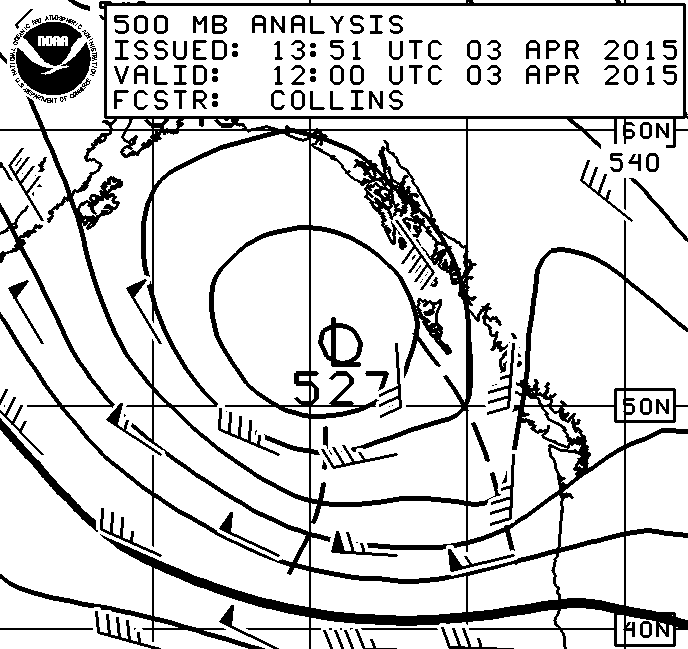 500 MB ANALYSIS
ISSUED: 13:51 UTC 03 APR 2015
VALID: 12:00 UTC 03 APR 2015
FCSTR: COLLINS
NOAA
60N
540
L
527
50N
40N